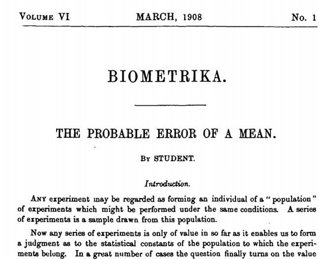 VOLUME VI MARCH, 1908 No. 1
BIOMETRIKA.
THE PROBABLE ERROR OF A MEAN.
BY STUDENT.
Introduction.
ANY experiment may be regarded as forming an individual of a "population"
of experiments which might be performed under the same conditions. A series
of experiments is a sample drawn from this population.
Now any series of experiments is only of value in so far as it enables us to form
a judgment as to the statistical constants of the population to which the experi-
ments belong. In a great number of cases the question finally turns on the value